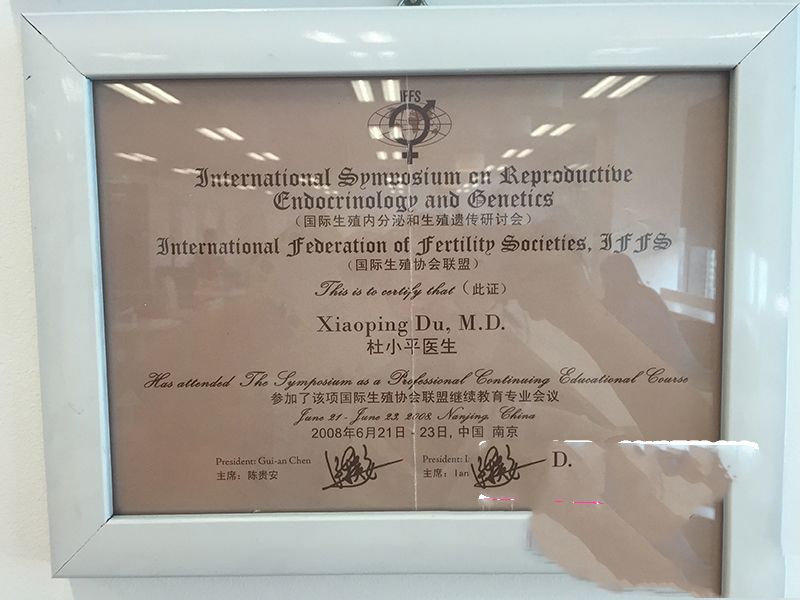 IFFS
International Symposium on Reproductive
Endocrinology and Genetics
(国际生殖内分泌和生殖遗传研讨会)
International Federation of Fertility Societies, IFFS
(国际生殖协会联盟)
This is to certify that (此证)
Xiaoping Du, M.D.
杜小平医生
Has attended The Symposium as a Professional Continuing Educational Course
参加了该项国际生殖协会联盟继续教育专业会议
June 21 - June 23, 2008, Nanjing, China
2008年6月21日 - 23日, 中国 南京
President: Gui-an Chen
主席：陈贵安
President: I D.
主席：Ian